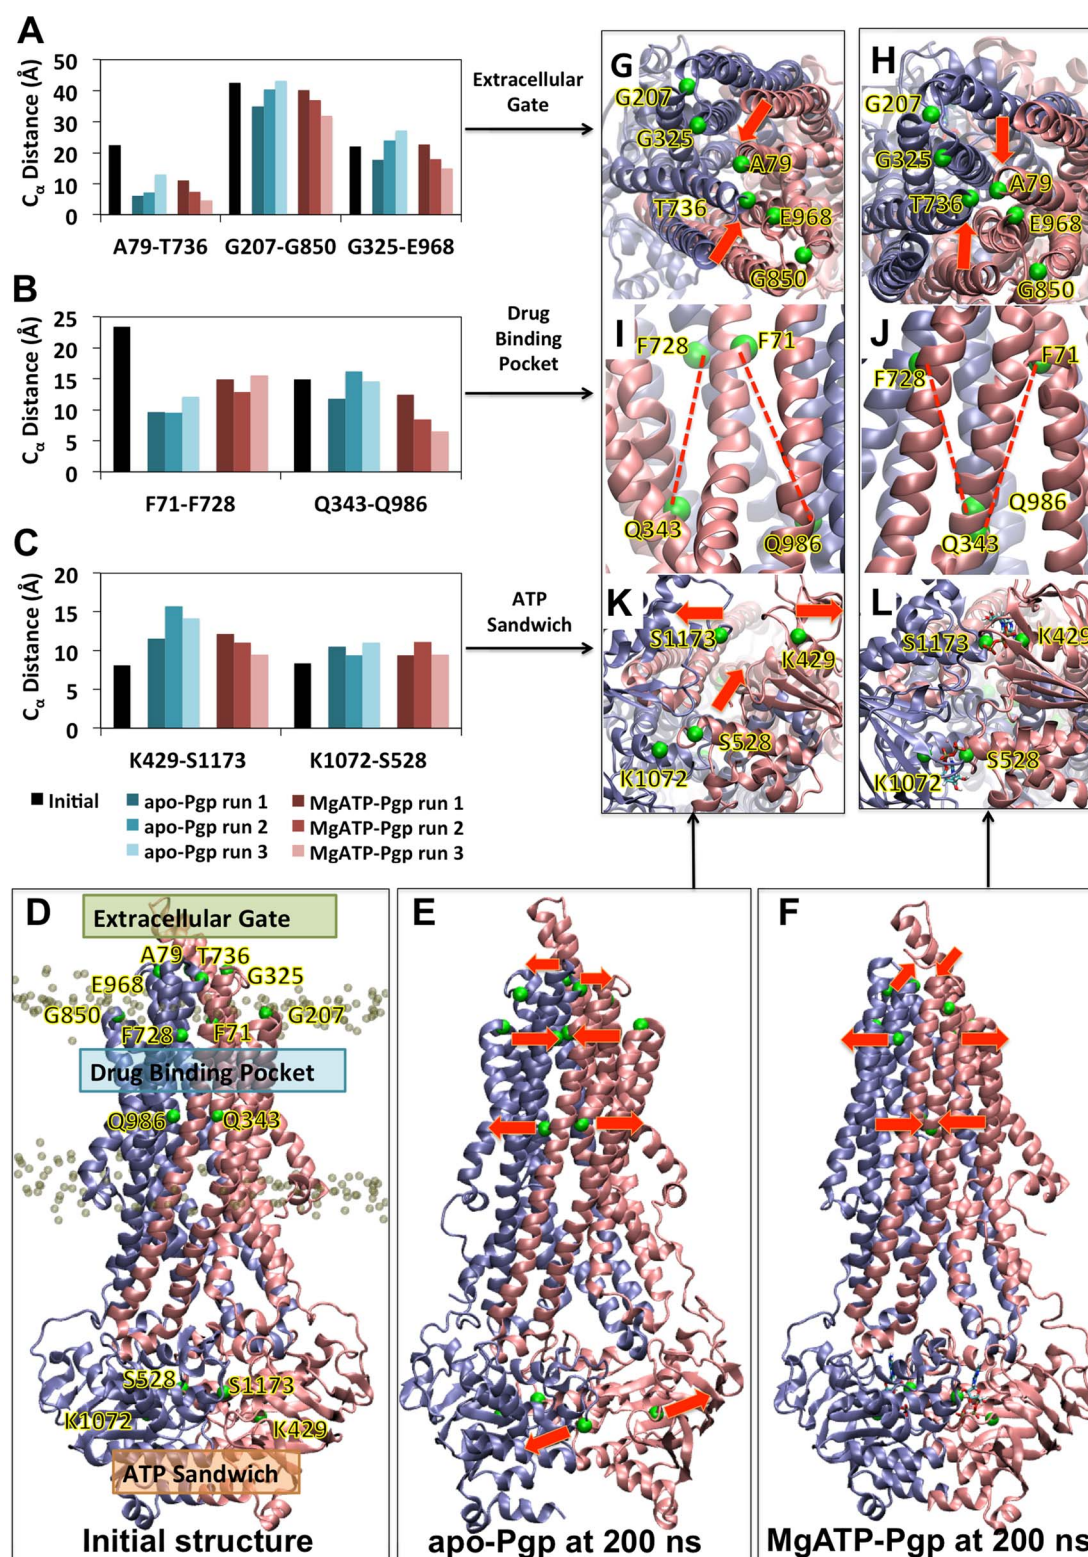 A
50
40
30
20
10
0
Cα Distance (Å)
A79-T736 G207-G850 G325-E968
Extracellular
Gate
B
25
20
15
10
5
0
Cα Distance (Å)
F71-F728 Q343-Q986
Drug
Binding
Pocket
C
20
15
10
5
0
Cα Distance (Å)
K429-S1173 K1072-S528
ATP
Sandwich
Initial
apo-Pgp run 1
apo-Pgp run 2
apo-Pgp run 3
MgATP-Pgp run 1
MgATP-Pgp run 2
MgATP-Pgp run 3
G
G207
G325
A79
T736
E968
G850
H
G207
G325
A79
T736
E968
G850
I
F728
F71
Q343
Q986
J
F728
F71
Q986
Q343
K
S1173
K429
S528
K1072
L
S1173
K429
S528
K1072
D
Extracellular Gate
A79
T736
E968
G325
G850
G207
F728
F71
Drug Binding Pocket
Q986
Q343
S528
S1173
K1072
K429
ATP Sandwich
Initial structure
E
apo-Pgp at 200 ns
F
MgATP-Pgp at 200 ns